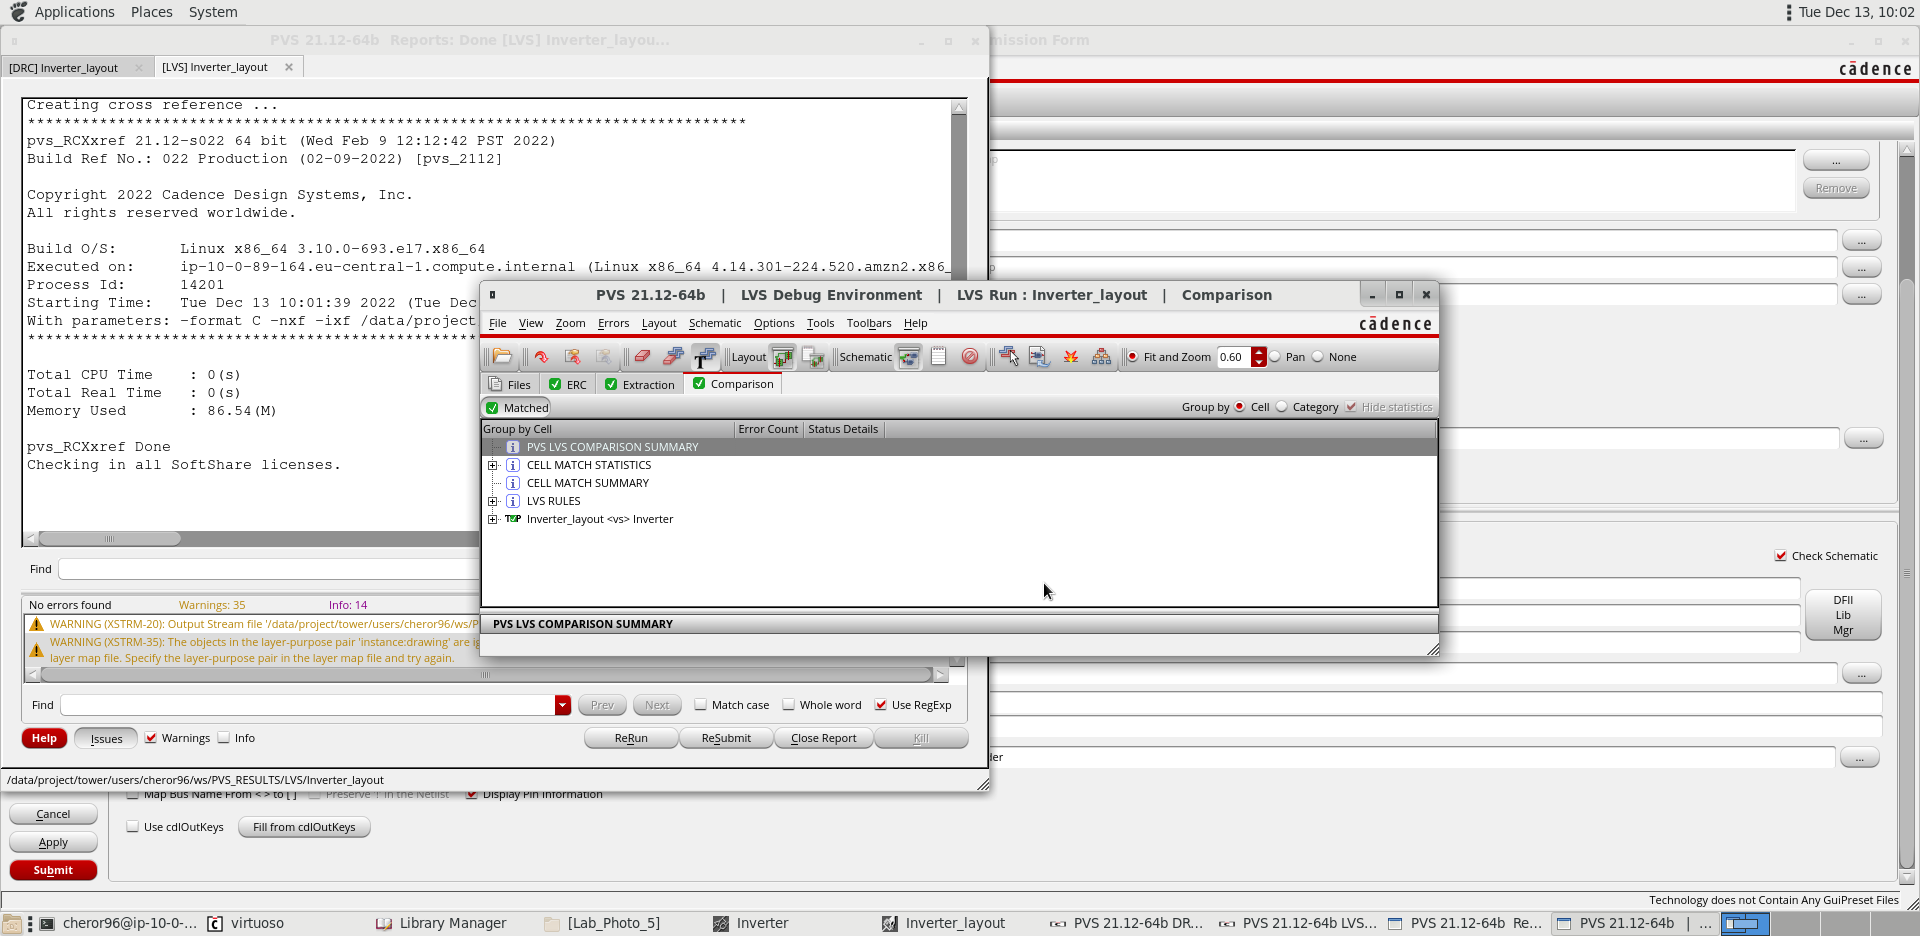 Applications Places System
Tue Dec 13, 10:02
PVS 21.12-64b Reports: Done [LVS] Inverter_layou...
mission Form
[DRC] Inverter_layout
[LVS] Inverter_layout
cādence
Creating cross reference ...
********************************************************************************
pvs_RCXxref 21.12-s022 64 bit (Wed Feb 9 12:12:42 PST 2022)
Build Ref No.: 022 Production (02-09-2022) [pvs_2112]
Copyright 2022 Cadence Design Systems, Inc.
All rights reserved worldwide.
Build O/S: Linux x86_64 3.10.0-693.el7.x86_64
Executed on: ip-10-0-89-164.eu-central-1.compute.internal (Linux x86_64 4.14.301-224.520.amzn2.x86_
Process Id: 14201
Starting Time: Tue Dec 13 10:01:39 2022 (Tue Dec
With parameters: -format C -nxf -ixf /data/project
**************************************************
Total CPU Time : 0(s)
Total Real Time : 0(s)
Memory Used : 86.54(M)
pvs_RCXxref Done
Checking in all SoftShare licenses.
Find
No errors found Warnings: 35 Info: 14
WARNING (XSTRM-20): Output Stream file '/data/project/tower/users/cheror96/ws/P
WARNING (XSTRM-35): The objects in the layer-purpose pair 'instance:drawing' are ig
layer map file. Specify the layer-purpose pair in the layer map file and try again.
Find Prev Next Match case Whole word Use RegExp
Help Issues Warnings Info ReRun ReSubmit Close Report Kill
/data/project/tower/users/cheror96/ws/PVS_RESULTS/LVS/Inverter_layout
PVS 21.12-64b | LVS Debug Environment | LVS Run : Inverter_layout | Comparison
File View Zoom Errors Layout Schematic Options Tools Toolbars Help
cādence
Layout Schematic Fit and Zoom 0.60 Pan None
Files ERC Extraction Comparison
Matched Group by Cell Category Hide statistics
Group by Cell Error Count Status Details
PVS LVS COMPARISON SUMMARY
CELL MATCH STATISTICS
CELL MATCH SUMMARY
LVS RULES
Inverter_layout <vs> Inverter
PVS LVS COMPARISON SUMMARY
...
Remove
...
...
...
...
Check Schematic
DFII
Lib
Mgr
...
der
...
Map Bus Name From < > to [ ] Preserve ! in the Netlist Display Pin Information
Use cdlOutKeys Fill from cdlOutKeys
Cancel
Apply
Submit
Technology does not Contain Any GuiPreset Files
cheror96@ip-10-0-... virtuoso Library Manager [Lab_Photo_5] Inverter Inverter_layout PVS 21.12-64b DR... PVS 21.12-64b LVS... PVS 21.12-64b Re... PVS 21.12-64b | ...